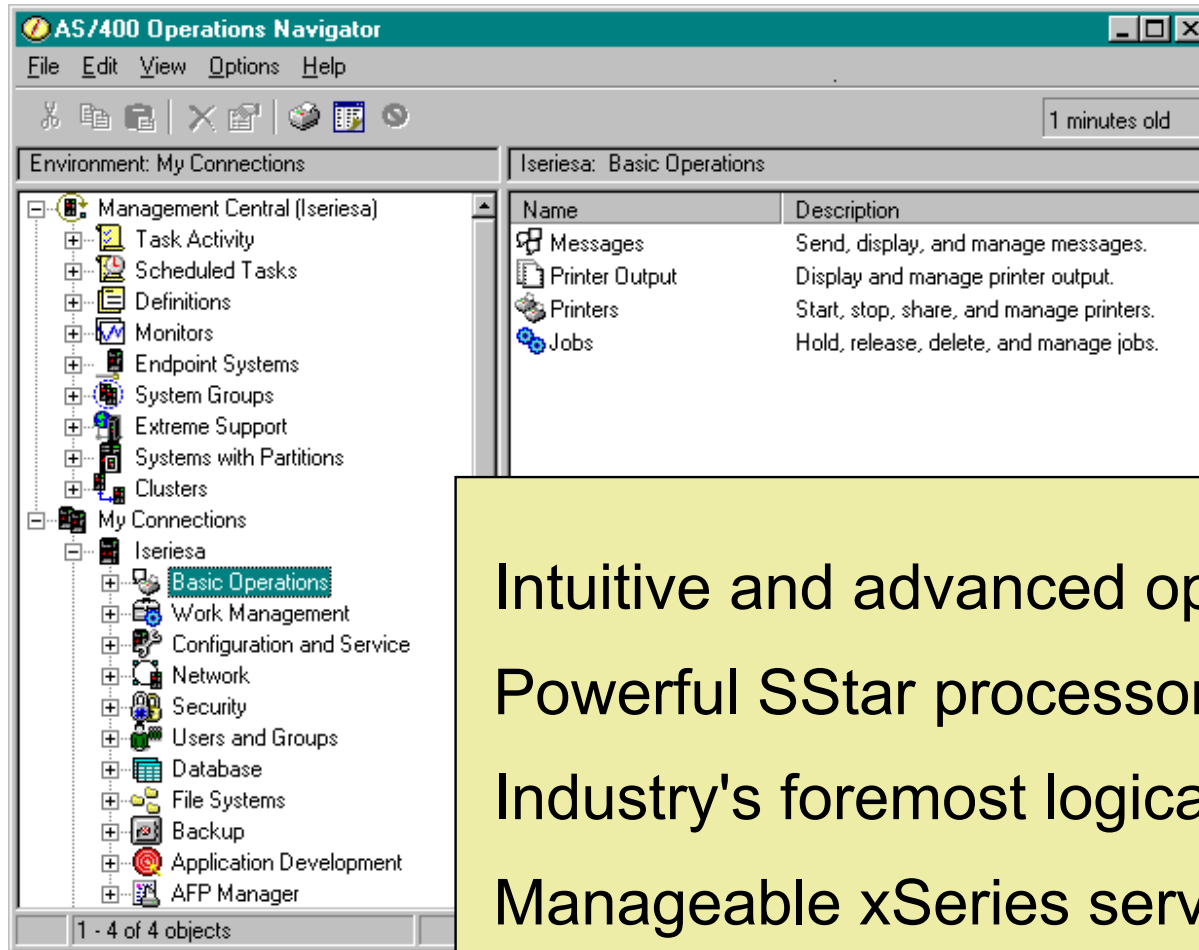 AS/400 Operations Navigator
File Edit View Options Help
1 minutes old
Environment: My Connections
Iseriesa: Basic Operations
Management Central (Iseriesa)
Task Activity
Scheduled Tasks
Definitions
Monitors
Endpoint Systems
System Groups
Extreme Support
Systems with Partitions
Clusters
My Connections
Iseriesa
Basic Operations
Work Management
Configuration and Service
Network
Security
Users and Groups
Database
File Systems
Backup
Application Development
AFP Manager
1 - 4 of 4 objects
Name Description
Messages Send, display, and manage messages.
Printer Output Display and manage printer output.
Printers Start, stop, share, and manage printers.
Jobs Hold, release, delete, and manage jobs.
Intuitive and advanced op
Powerful SStar processor
Industry's foremost logica
Manageable xSeries serv